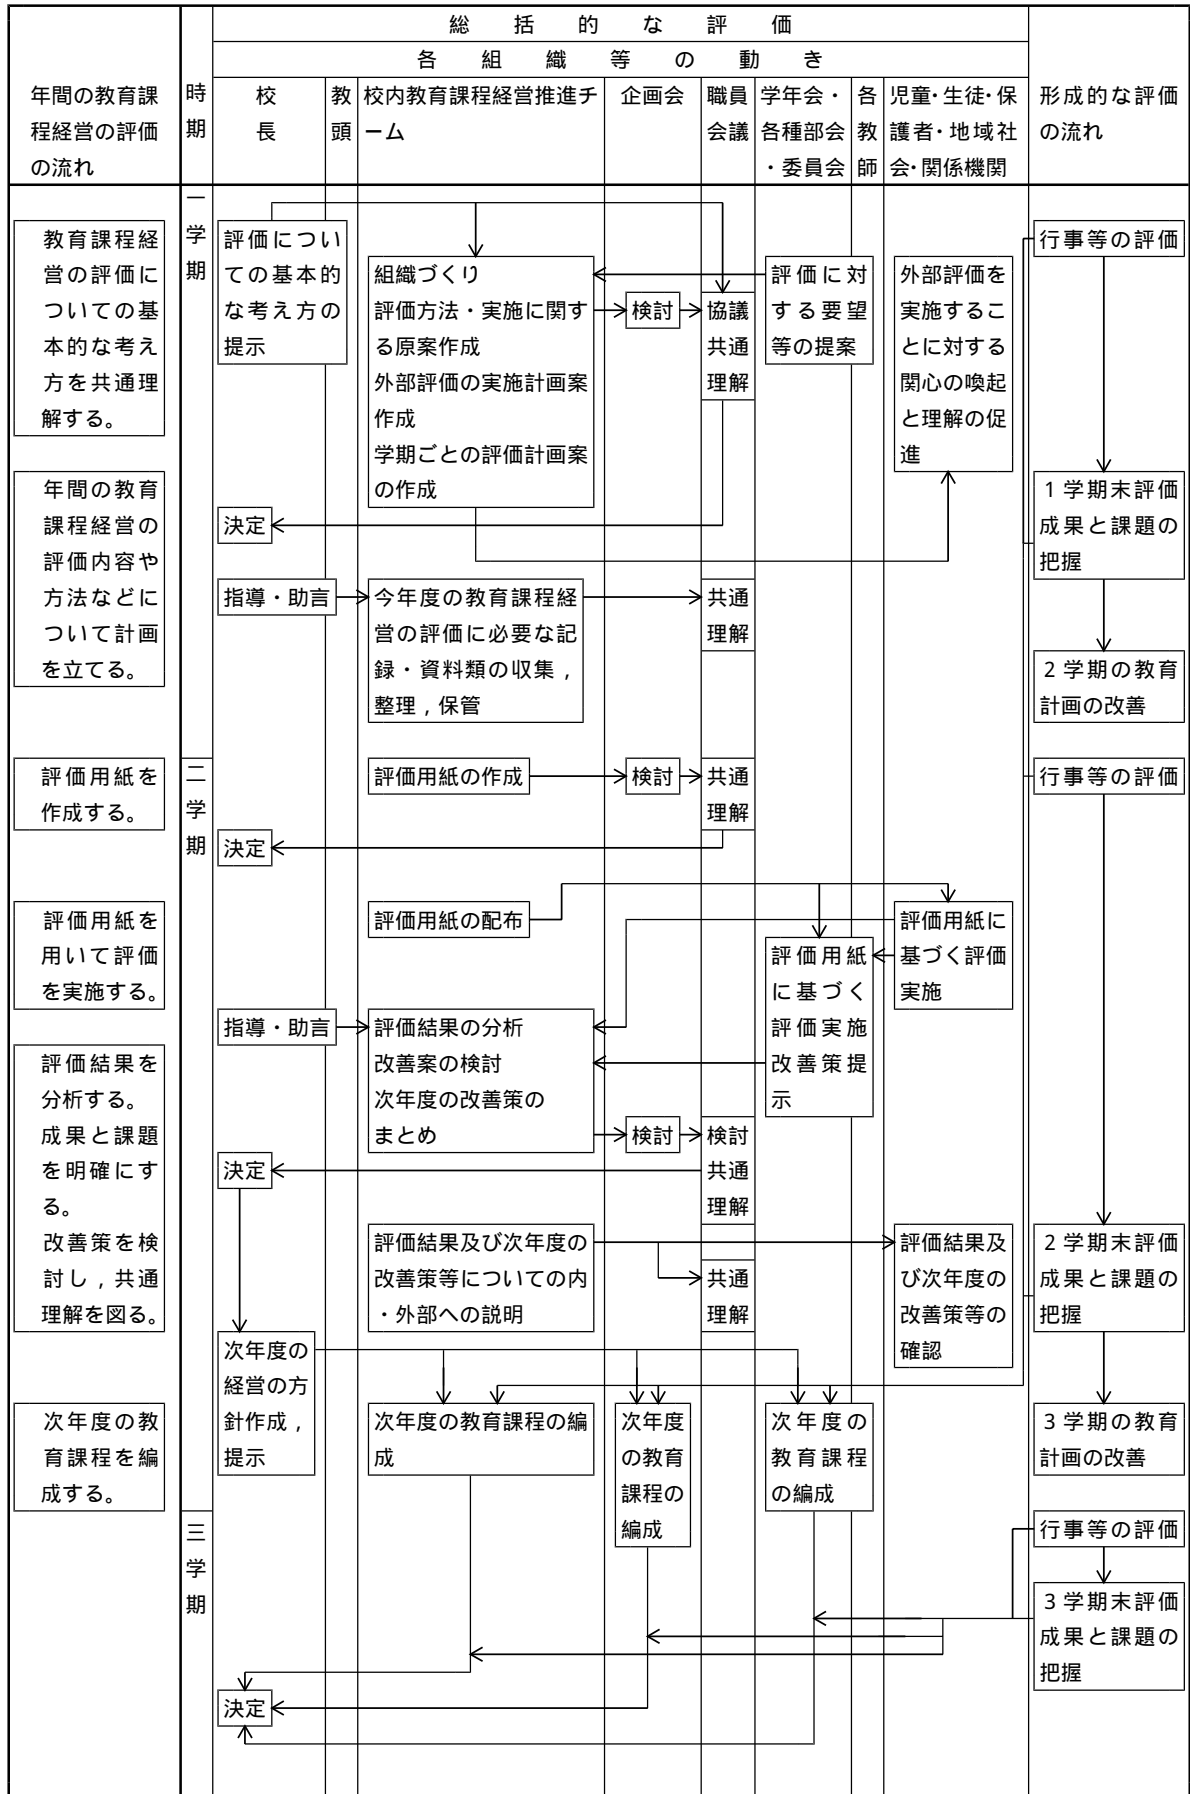 総括的な評価
各組織等の動き
年間の教育課
程経営の評価
の流れ
時
期
校
長
教
頭
校内教育課程経営推進チ
ーム
企画会
職員
会議
学年会・
各種部会
・委員会
各
教
師
児童・生徒・保
護者・地域社
会・関係機関
形成的な評価
の流れ
一
学
期
教育課程経
営の評価に
ついての基
本的な考え
方を共通理
解する。
評価につい
ての基本的
な考え方の
提示
組織づくり
評価方法・実施に関す
る原案作成
外部評価の実施計画案
作成
学期ごとの評価計画案
の作成
検討
協議
共通
理解
評価に対
する要望
等の提案
外部評価を
実施するこ
とに対する
関心の喚起
と理解の促
進
行事等の評価
年間の教育
課程経営の
評価内容や
方法などに
ついて計画
を立てる。
決定
1学期末評価
成果と課題の
把握
指導・助言
今年度の教育課程経
営の評価に必要な記
録・資料類の収集，
整理，保管
共通
理解
2学期の教育
計画の改善
二
学
期
評価用紙を
作成する。
評価用紙の作成
検討
共通
理解
行事等の評価
決定
評価用紙を
用いて評価
を実施する。
評価用紙の配布
評価用紙
に基づく
評価実施
改善策提
示
評価用紙に
基づく評価
実施
指導・助言
評価結果の分析
改善案の検討
次年度の改善策の
まとめ
検討
検討
共通
理解
評価結果を
分析する。
成果と課題
を明確にす
る。
改善策を検
討し，共通
理解を図る。
決定
評価結果及び次年度の
改善策等についての内
・外部への説明
共通
理解
評価結果及
び次年度の
改善策等の
確認
2学期末評価
成果と課題の
把握
次年度の
経営の方
針作成，
提示
次年度の教
育課程を編
成する。
次年度の教育課程の編
成
次年度
の教育
課程の
編成
次年度の
教育課程
の編成
3学期の教育
計画の改善
三
学
期
行事等の評価
3学期末評価
成果と課題の
把握
決定